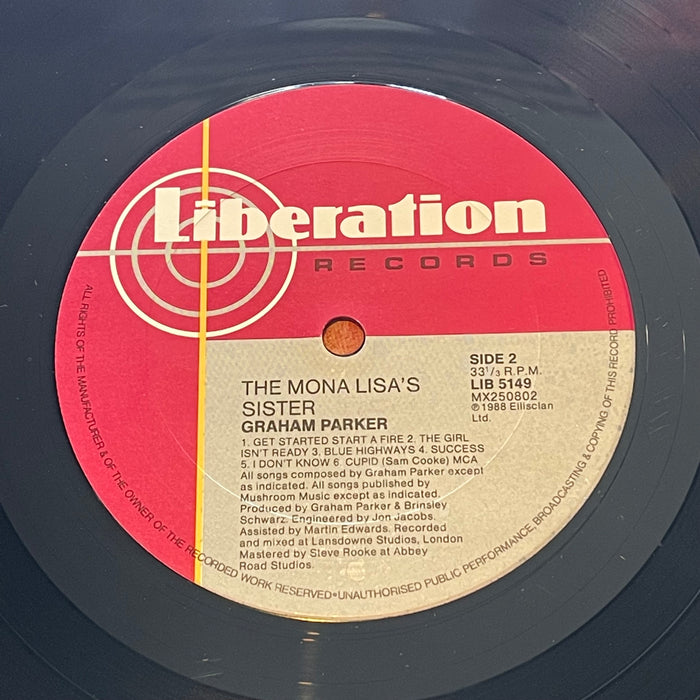 Liberation
RECORDS
SIDE 2
33 1/3 R.P.M.
LIB 5149
MX250802
℗ 1988 Ellisclan
Ltd.
THE MONA LISA'S
SISTER
GRAHAM PARKER
1. GET STARTED START A FIRE 2. THE GIRL
ISN'T READY 3. BLUE HIGHWAYS 4. SUCCESS
5. I DON'T KNOW 6. CUPID (Sam Cooke) MCA
All songs composed by Graham Parker except
as indicated. All songs published by
Mushroom Music except as indicated.
Produced by Graham Parker & Brinsley
Schwarz. Engineered by Jon Jacobs.
Assisted by Martin Edwards. Recorded
and mixed at Lansdowne Studios, London
Mastered by Steve Rooke at Abbey
Road Studios.
ALL RIGHTS OF THE MANUFACTURER & OF THE OWNER OF THE RECORDED WORK RESERVED•UNAUTHORISED PUBLIC PERFORMANCE, BROADCASTING & COPYING OF THIS RECORD PROHIBITED